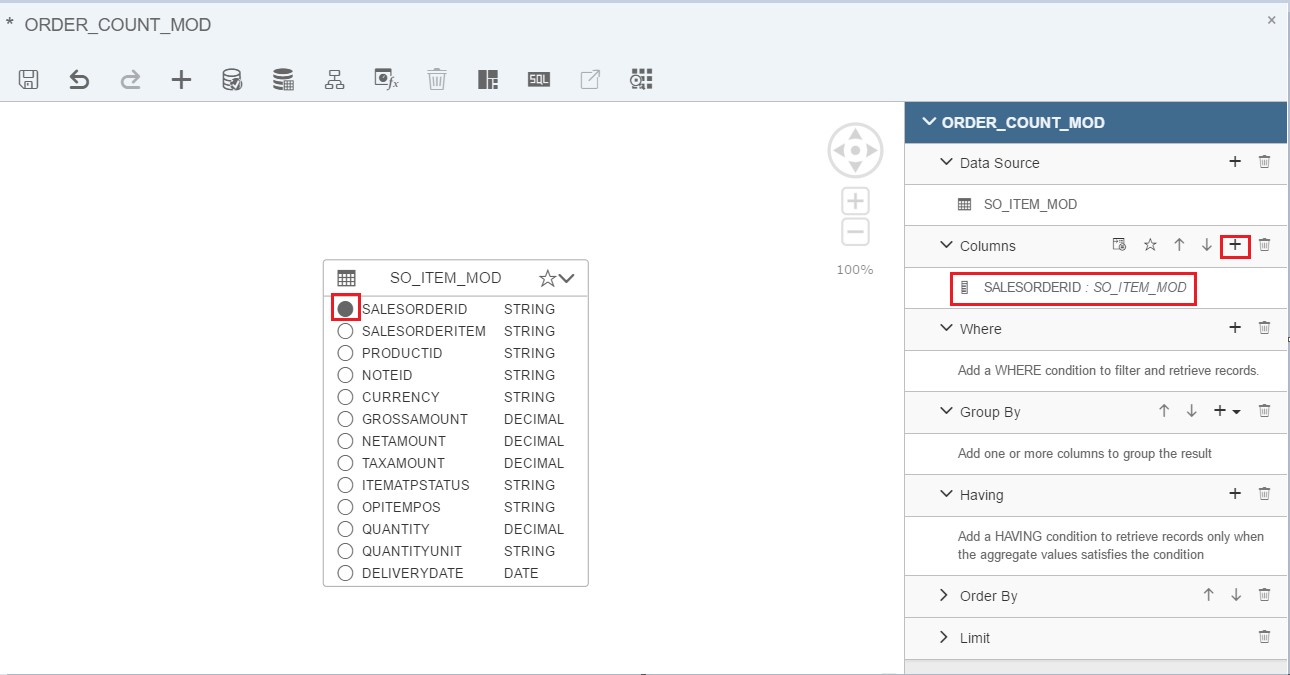 * ORDER_COUNT_MOD
SQL
fx
ORDER_COUNT_MOD
Data Source
SO_ITEM_MOD
Columns
SALESORDERID : SO_ITEM_MOD
Where
Add a WHERE condition to filter and retrieve records.
Group By
Add one or more columns to group the result
Having
Add a HAVING condition to retrieve records only when
the aggregate values satisfies the condition
Order By
Limit
100%
SO_ITEM_MOD
SALESORDERID STRING
SALESORDERITEM STRING
PRODUCTID STRING
NOTEID STRING
CURRENCY STRING
GROSSAMOUNT DECIMAL
NETAMOUNT DECIMAL
TAXAMOUNT DECIMAL
ITEMATPSTATUS STRING
OPITEMPOS STRING
QUANTITY DECIMAL
QUANTITYUNIT STRING
DELIVERYDATE DATE